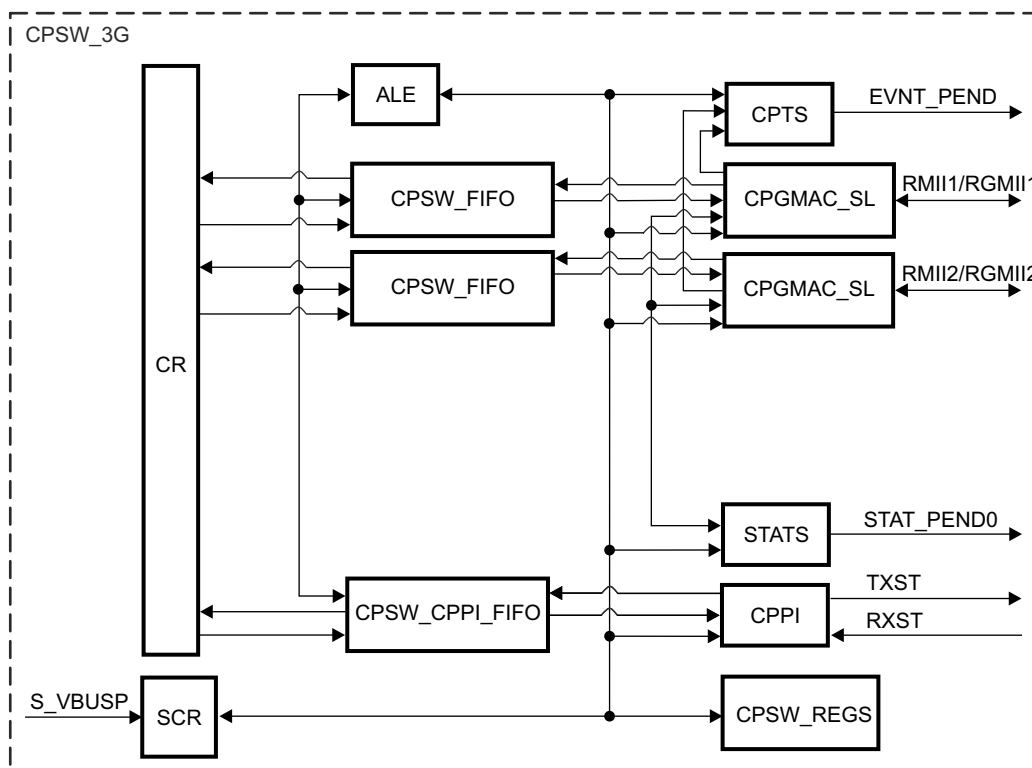 CPSW_3G
ALE
CPTS
EVNT_PEND
CPSW_FIFO
CPGMAC_SL
RMII1/RGMII1
CPSW_FIFO
CPGMAC_SL
RMII2/RGMII2
CR
STATS
STAT_PEND0
CPSW_CPPI_FIFO
CPPI
TXST
RXST
S_VBUSP
SCR
CPSW_REGS